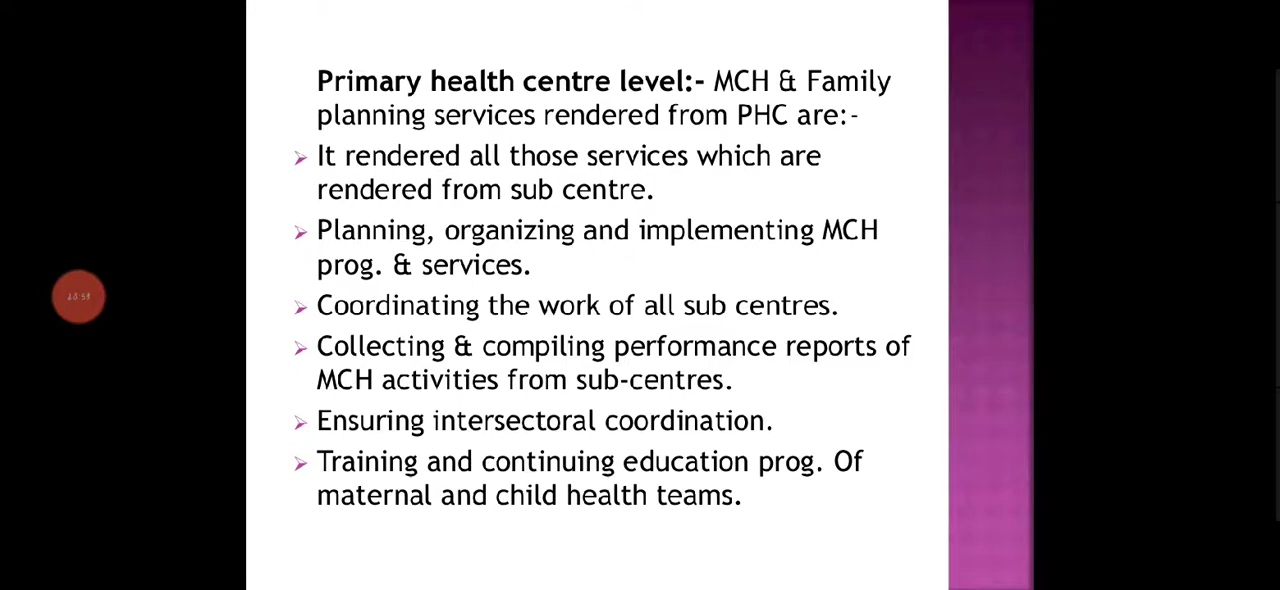 Primary health centre level:- MCH & Family
planning services rendered from PHC are:-
It rendered all those services which are
rendered from sub centre.
Planning, organizing and implementing MCH
prog. & services.
Coordinating the work of all sub centres.
Collecting & compiling performance reports of
MCH activities from sub-centres.
Ensuring intersectoral coordination.
Training and continuing education prog. Of
maternal and child health teams.